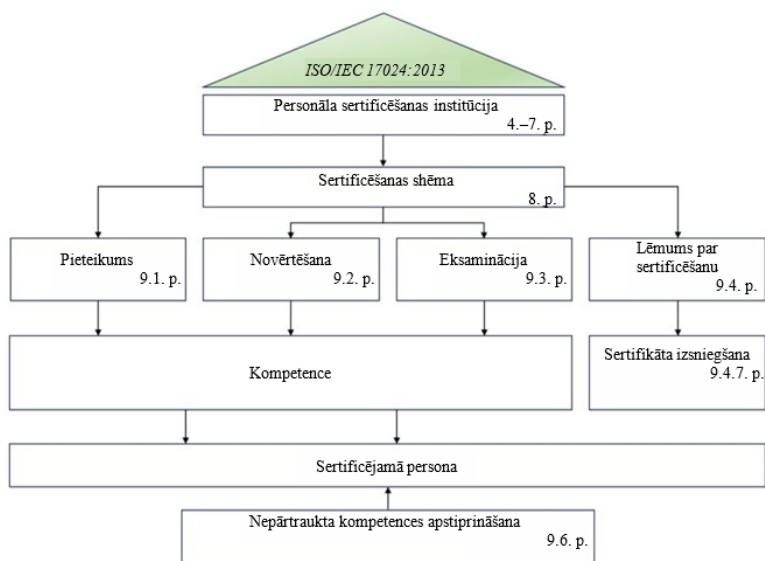 ISO/IEC 17024:2013
Personāla sertificēšanas institūcija
4.–7. p.
Sertificēšanas shēma
8. p.
Pieteikums
9.1. p.
Novērtēšana
9.2. p.
Eksaminācija
9.3. p.
Lēmums par
sertificēšanu
9.4. p.
Kompetence
Sertifikāta izsniegšana
9.4.7. p.
Sertificējamā persona
Nepārtraukta kompetences apstiprināšana
9.6. p.